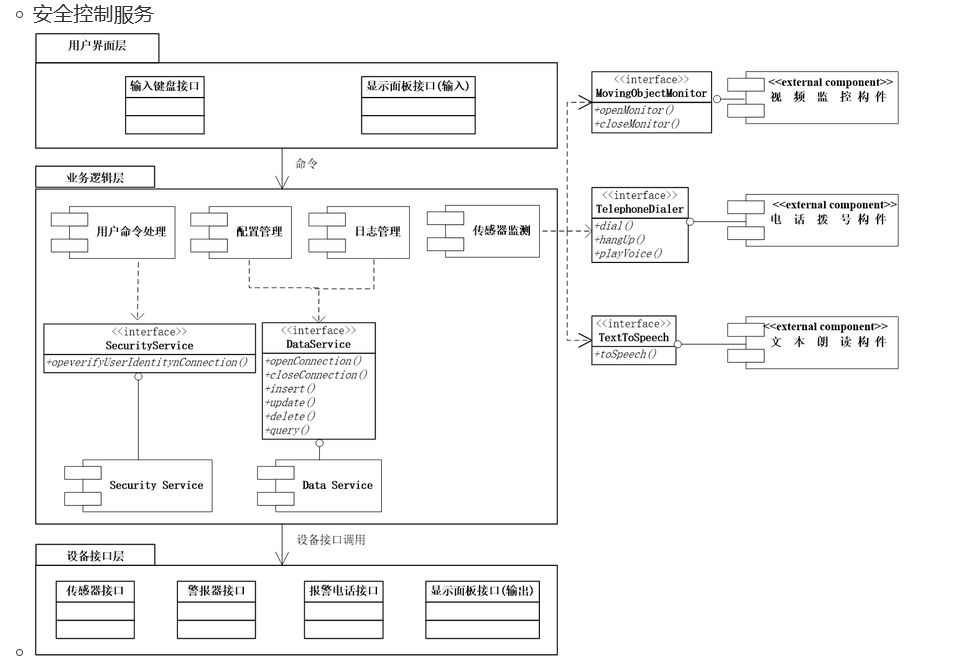 安全控制服务
用户界面层
输入键盘接口
显示面板接口(输入)
命令
业务逻辑层
用户命令处理
配置管理
日志管理
传感器监测
<<interface>>
SecurityService
+opeverifyUserIdentitynConnection()
<<interface>>
DataService
+openConnection()
+closeConnection()
+insert()
+update()
+delete()
+query()
Security Service
Data Service
设备接口调用
设备接口层
传感器接口
警报器接口
报警电话接口
显示面板接口(输出)
<<interface>>
MovingObjectMonitor
+openMonitor()
+closeMonitor()
<<external component>>
视 频 监 控 构 件
<<interface>>
TelephoneDialer
+dial()
+hangUp()
+playVoice()
<<external component>>
电 话 拨 号 构 件
<<interface>>
TextToSpeech
+toSpeech()
<<external component>>
文 本 朗 读 构 件